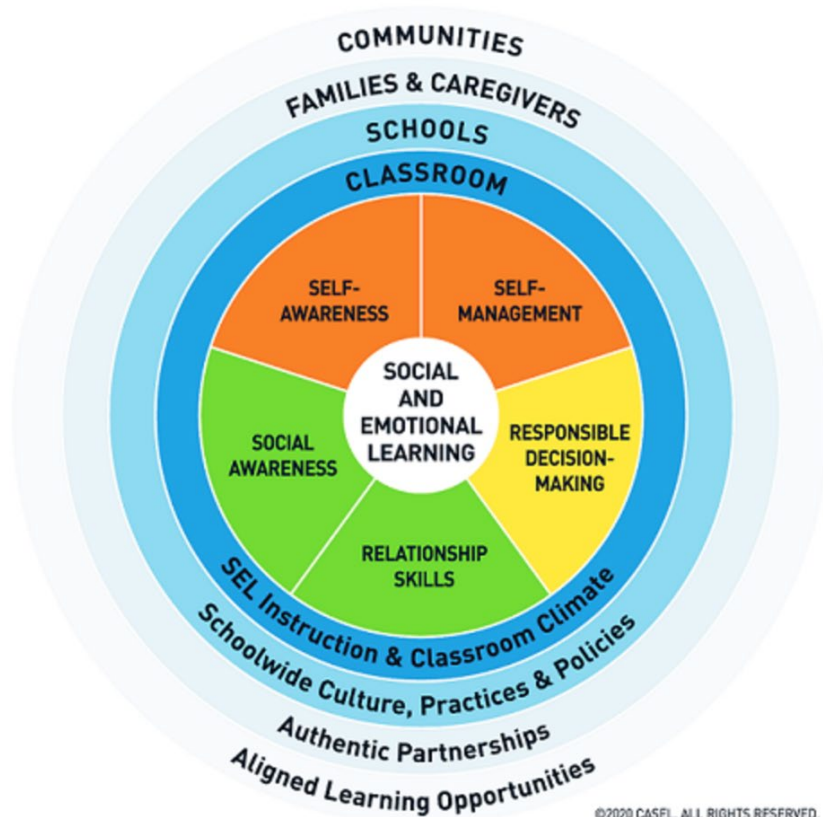 COMMUNITIES
FAMILIES & CAREGIVERS
SCHOOLS
CLASSROOM
SELF-
AWARENESS
SELF-
MANAGEMENT
SOCIAL
AND
EMOTIONAL
LEARNING
SOCIAL
AWARENESS
RESPONSIBLE
DECISION-
MAKING
RELATIONSHIP
SKILLS
SEL Instruction & Classroom Climate
Schoolwide Culture, Practices & Policies
Authentic Partnerships
Aligned Learning Opportunities
©2020 CASEL. ALL RIGHTS RESERVED.